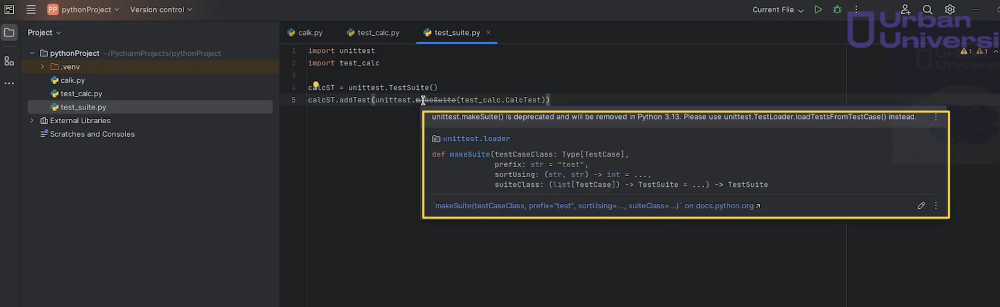 PC
PP pythonProject Version control Current File
Urban
Universi
Project calk.py test_calc.py test_suite.py
pythonProject ~/PycharmProjects/pythonProject
.venv
calk.py
test_calc.py
test_suite.py
External Libraries
Scratches and Consoles
1 import unittest
2 import test_calc
3
4 calcST = unittest.TestSuite()
5 calcST.addTest(unittest.makeSuite(test_calc.CalcTest))
1 1
unittest.makeSuite() is deprecated and will be removed in Python 3.13. Please use unittest.TestLoader.loadTestsFromTestCase() instead.
unittest.loader
def makeSuite(testCaseClass: Type[TestCase],
prefix: str = "test",
sortUsing: (str, str) -> int = ...,
suiteClass: (list[TestCase]) -> TestSuite = ...) -> TestSuite
`makeSuite(testCaseClass, prefix="test", sortUsing=..., suiteClass=...)` on docs.python.org↗